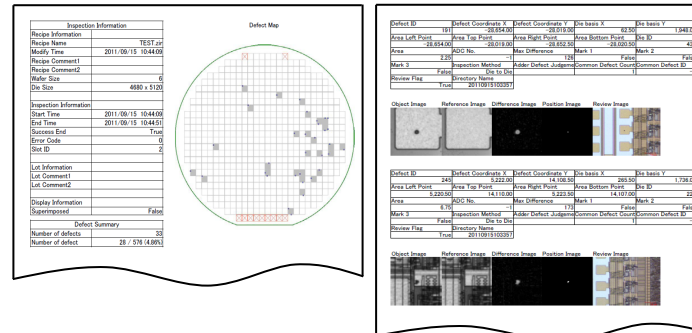 Inspection Information
Defect Map
Recipe Information
Recipe Name TEST.zir
Modify Time 2011/09/15 10:44:09
Recipe Comment1
Recipe Comment2
Wafer Size 6
Die Size 4680 x 5120
Inspection Information
Start Time 2011/09/15 10:44:09
End Time 2011/09/15 10:44:51
Success End True
Error Code 0
Slot ID 2
Lot Information
Lot Comment1
Lot Comment2
Display Information
Superimposed False
Defect Summary
Number of defects 33
Number of defect 28 / 576 (4.86%)
Defect ID Defect Coordinate X Defect Coordinate Y Die basis X Die basis Y
191 -28,654.00 -28,019.00 62.50 1,948.0
Area Left Point Area Top Point Area Right Point Area Bottom Point Die ID
-28,654.00 -28,018.00 -28,652.50 -28,020.50 43
Area ADC No. Max Difference Mark 1 Mark 2
2.25 -1 126 False Fals
Mark 3 Inspection Method Adder Defect Judgeme Common Defect Count Common Defect ID
False Die to Die 1 -
Review Flag Directory Name
True 20110915103357
Object Image Reference Image Difference Image Position Image Review Image
Defect ID Defect Coordinate X Defect Coordinate Y Die basis X Die basis Y
245 5,222.00 14,108.50 265.50 1,736.0
Area Left Point Area Top Point Area Right Point Area Bottom Point Die ID
5,220.50 14,110.00 5,223.50 14,107.00 22
Area ADC No. Max Difference Mark 1 Mark 2
6.75 -1 173 False Fals
Mark 3 Inspection Method Adder Defect Judgeme Common Defect Count Common Defect ID
False Die to Die 1 -
Review Flag Directory Name
True 20110915103357
Object Image Reference Image Difference Image Position Image Review Image